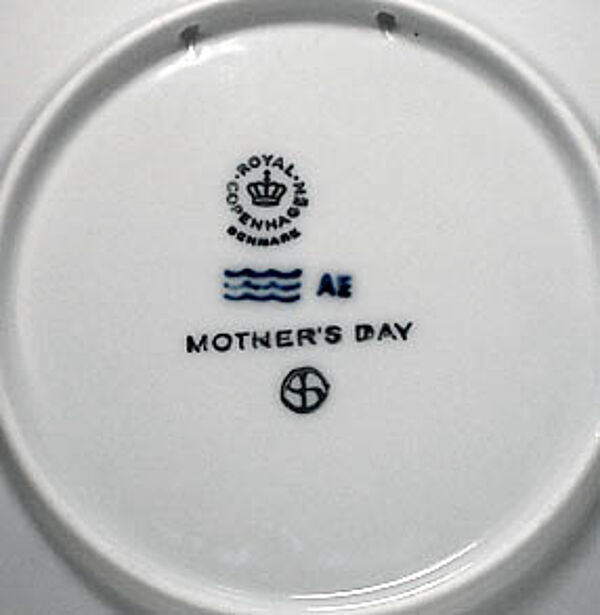 ROYAL
COPENHAGEN
DENMARK
AE
MOTHER'S DAY